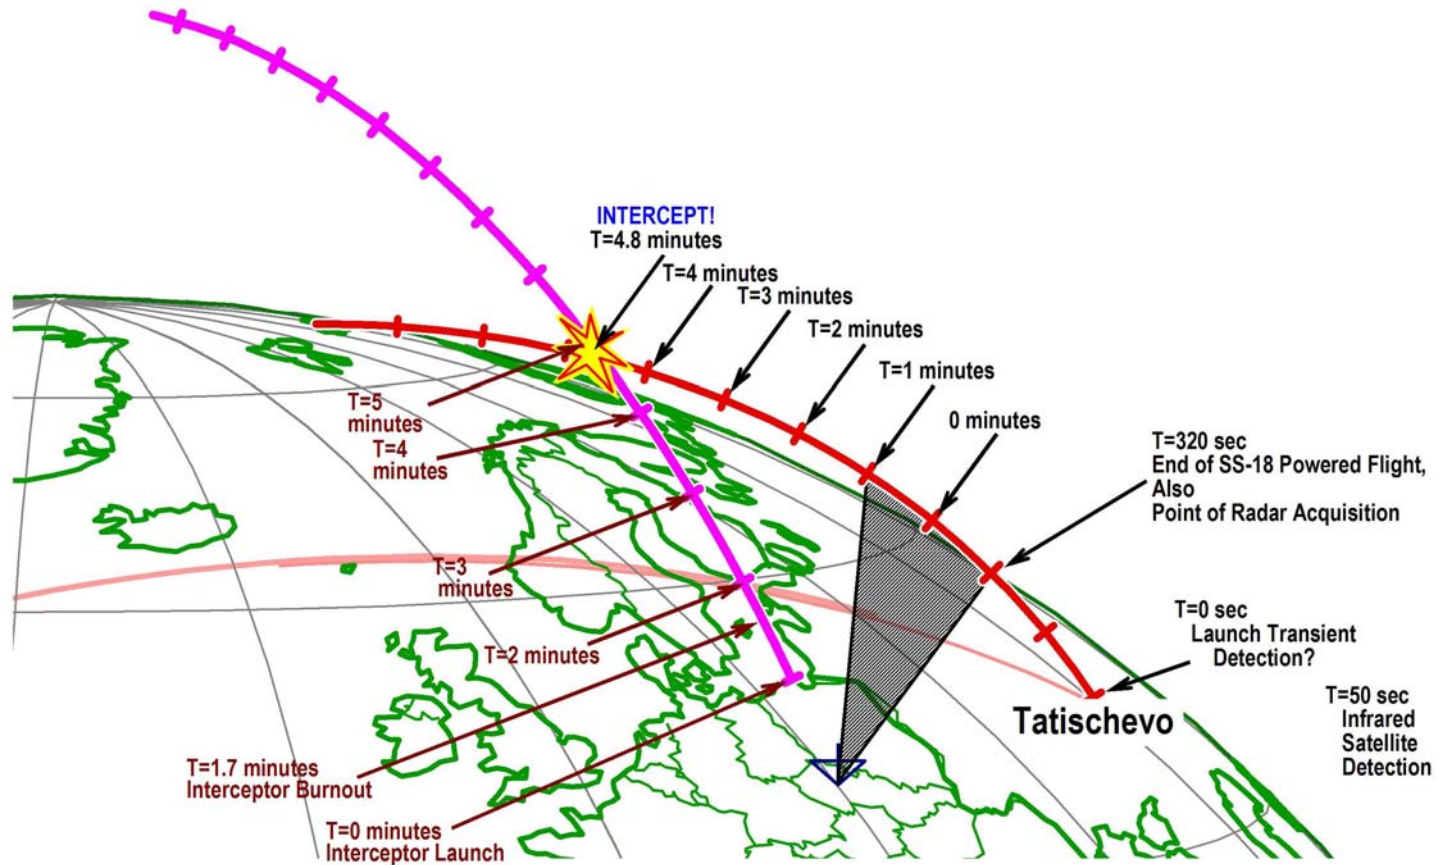 INTERCEPT!
T=4.8 minutes
T=4 minutes
T=3 minutes
T=2 minutes
T=1 minutes
0 minutes
T=320 sec
End of SS-18 Powered Flight,
Also
Point of Radar Acquisition
T=5
minutes
T=4
minutes
T=3
minutes
T=2 minutes
T=0 sec
Launch Transient
Detection?
Tatischevo
T=50 sec
Infrared
Satellite
Detection
T=1.7 minutes
Interceptor Burnout
T=0 minutes
Interceptor Launch